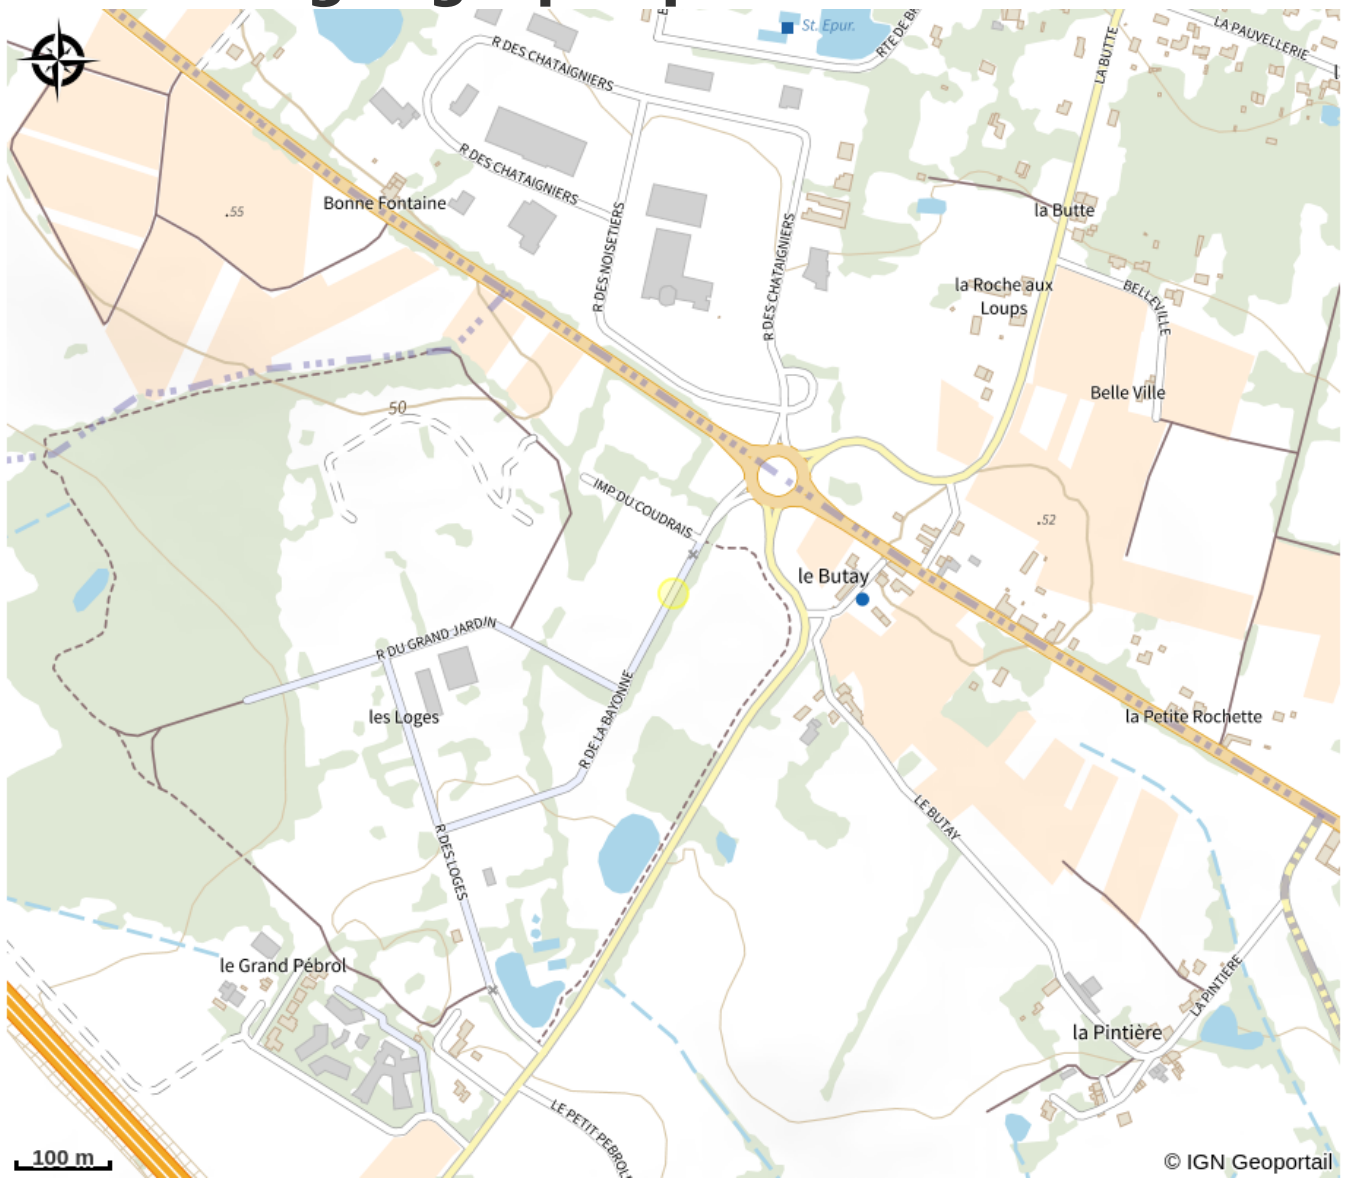 St. Epur.
RTE DE BR
LA PAUVELLERIE
R DES CHATAIGNIERS
LA BUTTE
R DES CHATAIGNIERS
Bonne Fontaine
.55
la Butte
R DES NOISETIERS
R DES CHATAIGNIERS
la Roche aux
Loups
BELLEVILLE
Belle Ville
50
IMP DU COUDRAIS
.52
le Butay
R DU GRAND JARDIN
les Loges
R DE LA BAYONNE
la Petite Rochette
LE BUTAY
R DES LOGES
le Grand Pébrol
LA PINTIERE
la Pintière
LE PETIT PEBROL
100 m
© IGN Geoportail